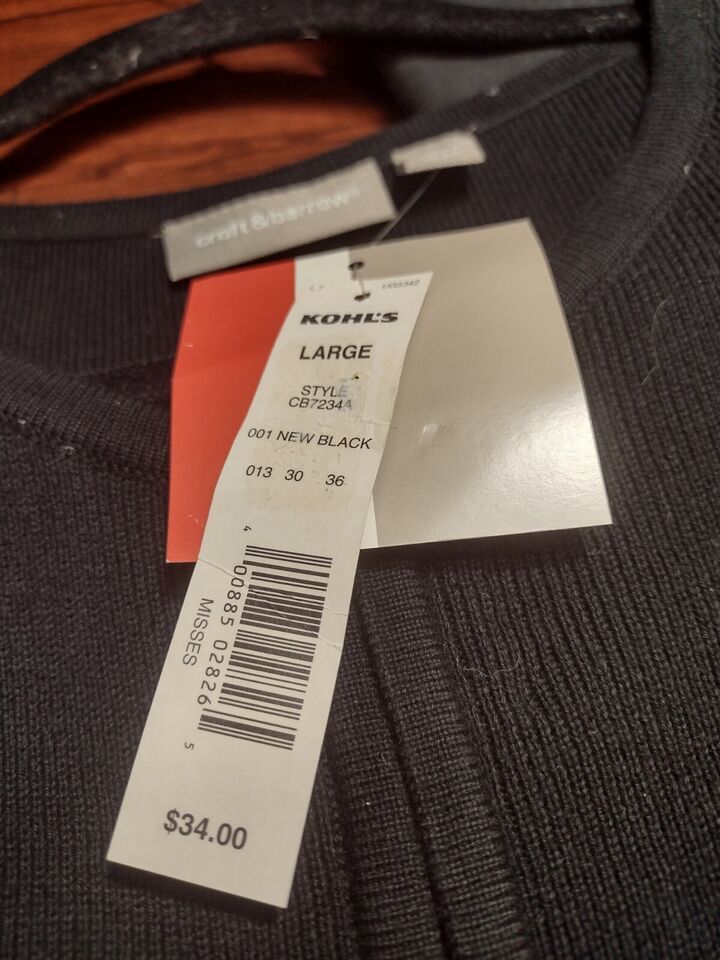 croft & barrow®
UG5342
KOHL'S
LARGE
STYLE
CB7234A
001 NEW BLACK
013 30 36
4 00885 02826 5
MISSES
$34.00